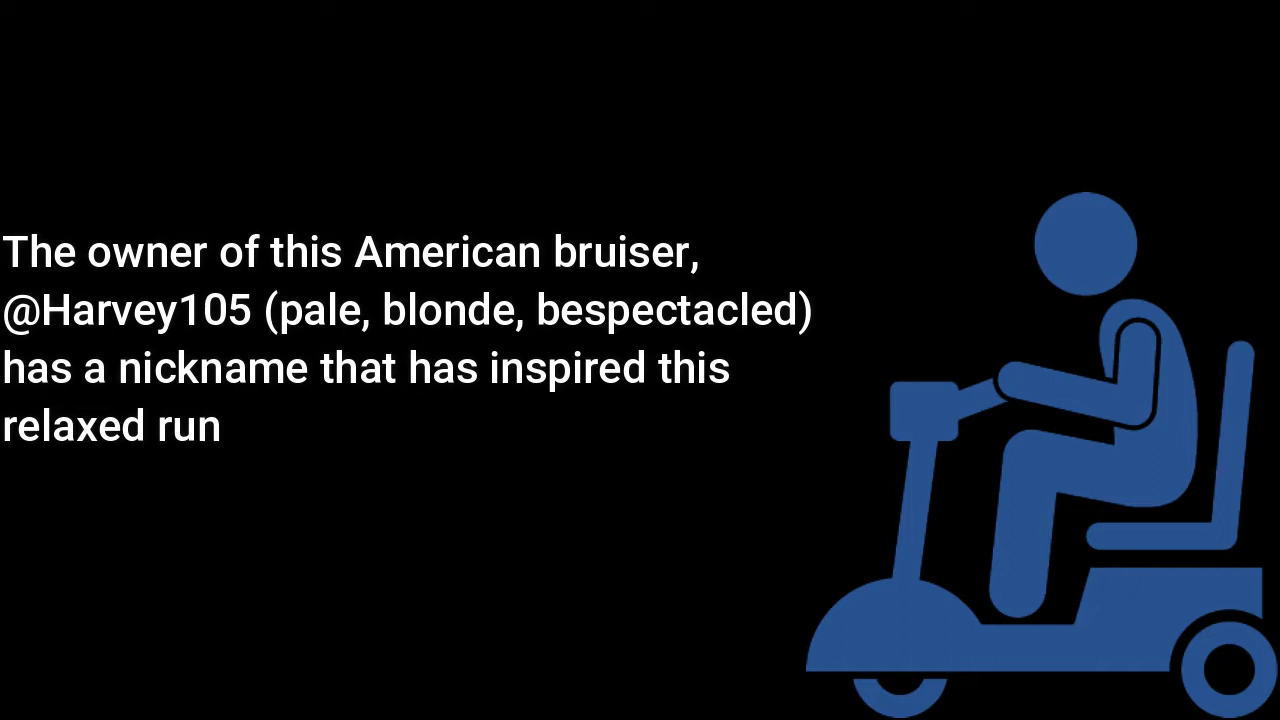 The owner of this American bruiser,
@Harvey105 (pale, blonde, bespectacled)
has a nickname that has inspired this
relaxed run